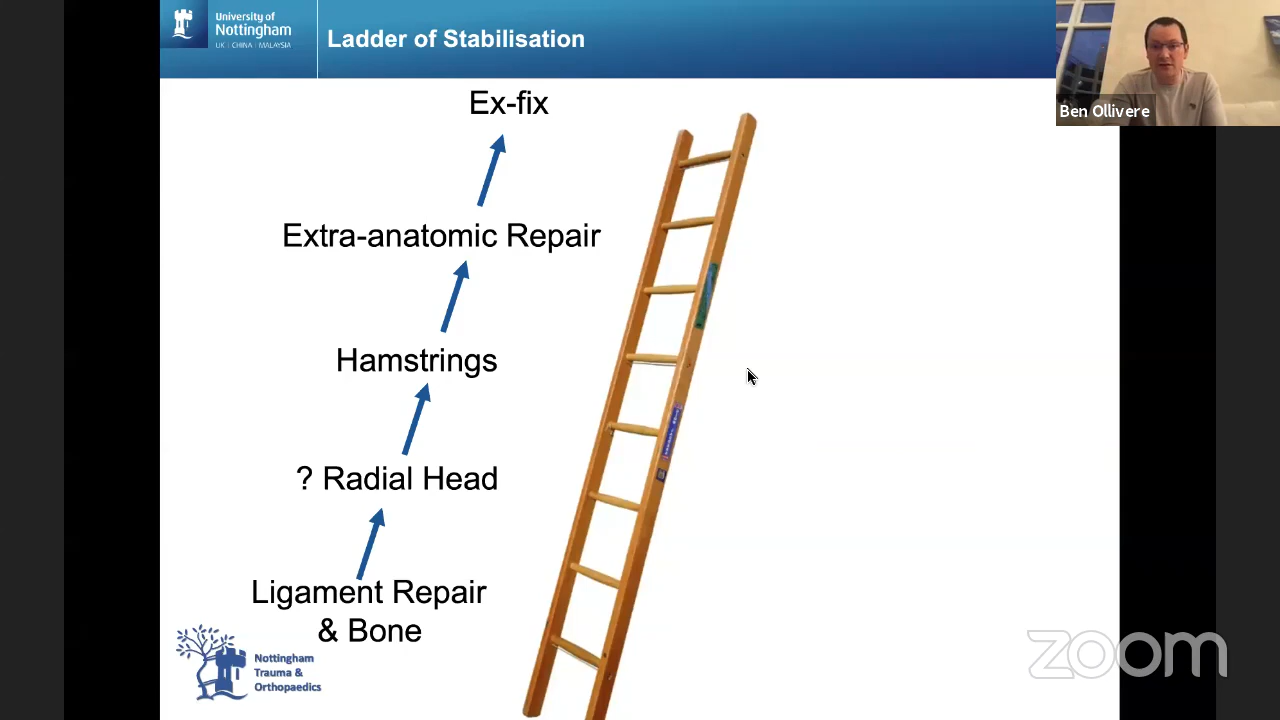 University of
Nottingham
UK | CHINA | MALAYSIA
Ladder of Stabilisation
Ben Ollivere
Ex-fix
Extra-anatomic Repair
Hamstrings
? Radial Head
Ligament Repair
& Bone
Nottingham
Trauma &
Orthopaedics
zoom